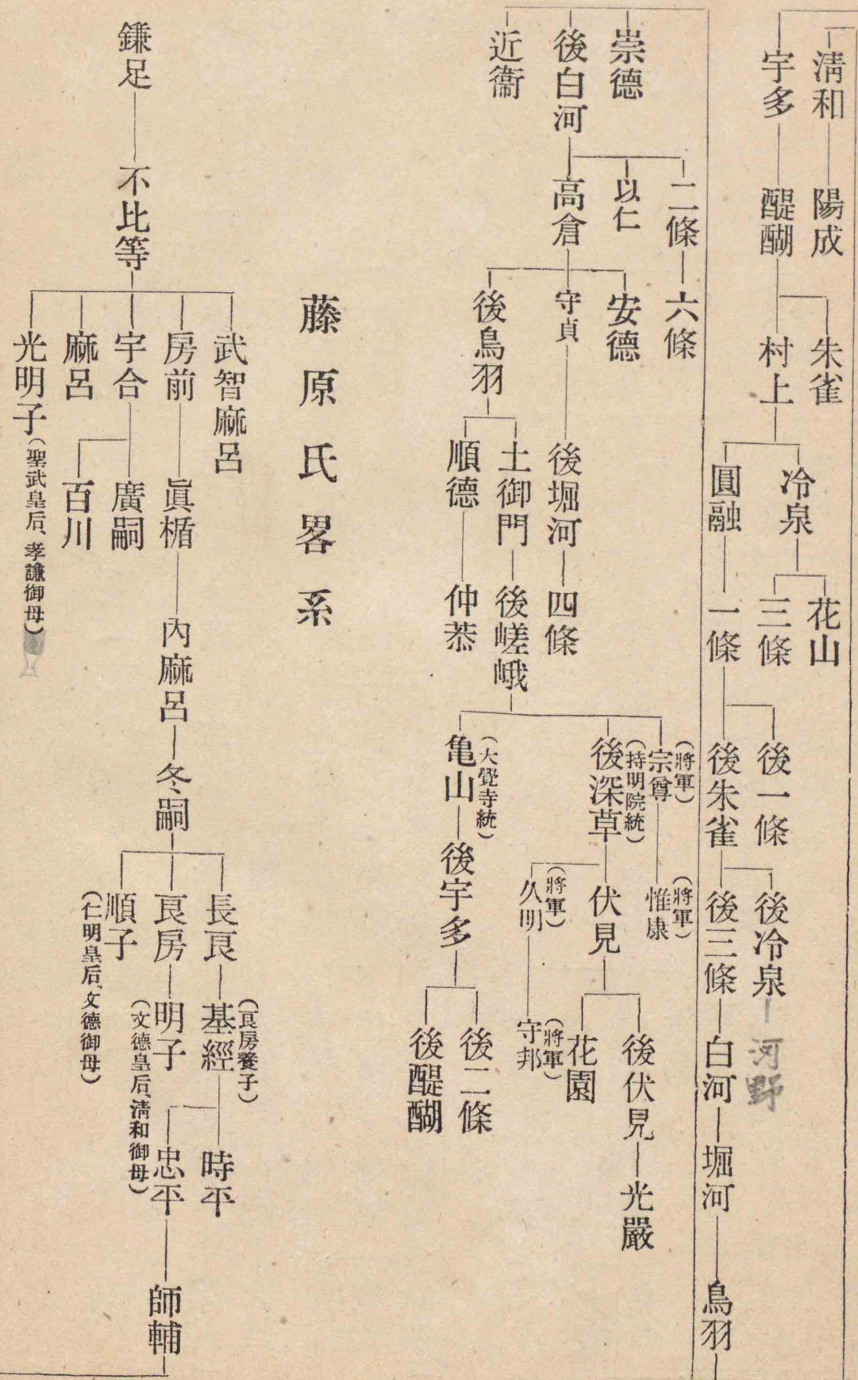 清和 陽成
宇多 醍醐 朱雀
村上 冷泉 花山
三條
圓融 一條 後一條
後朱雀 後冷泉 河野
後三條 白河 堀河 鳥羽
崇德
後白河 二條 六條
以仁
高倉 安德
守貞 後堀河 四條
後鳥羽 土御門 後嵯峨 宗尊(將軍) 惟康(將軍)
後深草(持明院統) 伏見 後伏見 光嚴
花園
久明(將軍) 守邦(將軍)
亀山(大覺寺統) 後宇多 後二條
後醍醐
順德 仲恭
近衞
藤原氏畧系
鎌足 不比等 武智麻呂
房前 眞楯 內麻呂 冬嗣 長良 基經(良房養子) 時平
忠平 師輔
良房 明子(文德皇后、淸和御母)
順子(仁明皇后、文德御母)
宇合 廣嗣
百川
麻呂
光明子(聖武皇后、孝謙御母)